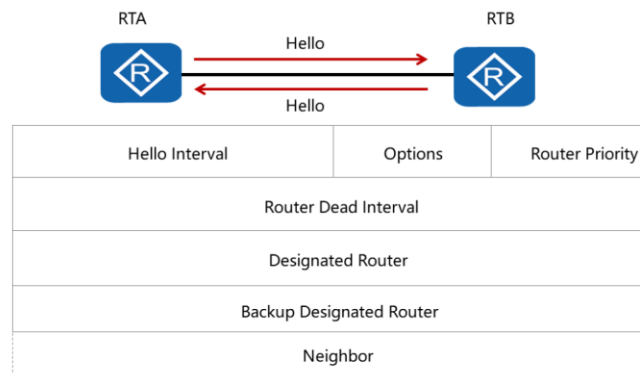 RTA RTB
Hello
R R
Hello
Hello Interval Options Router Priority
Router Dead Interval
Designated Router
Backup Designated Router
Neighbor